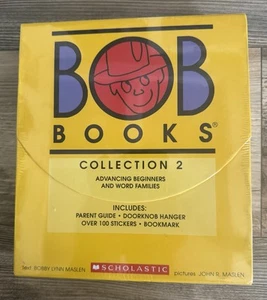 BOB
BOOKS®
COLLECTION 2
ADVANCING BEGINNERS
AND WORD FAMILIES
INCLUDES:
PARENT GUIDE • DOORKNOB HANGER
OVER 100 STICKERS • BOOKMARK
text: BOBBY LYNN MASLEN
SCHOLASTIC
pictures: JOHN R. MASLEN